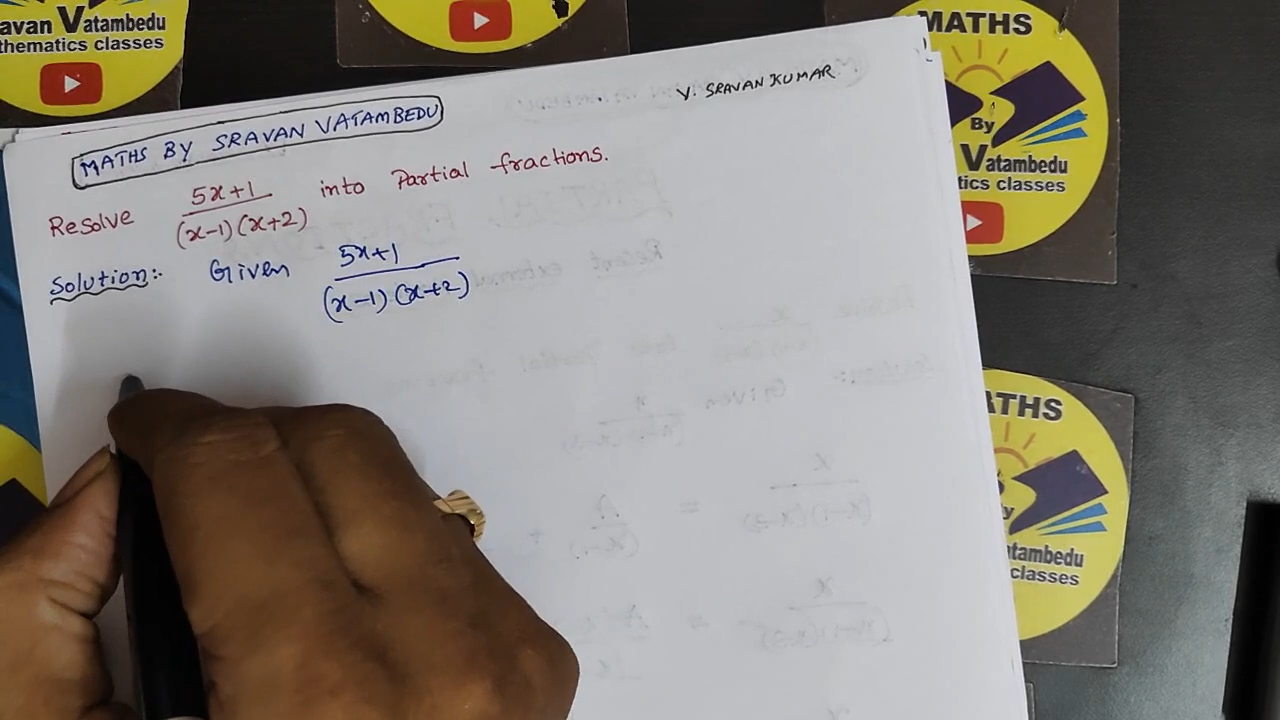 avan Vatambedu
thematics classes
MATHS
By
Vatambedu
tics classes
MATHS BY SRAVAN VATAMBEDU
V. SRAVAN KUMAR
Resolve 5x+1/(x-1)(x+2) into Partial fractions.
Solution:- Given 5x+1/(x-1)(x+2)
ATHS
tambedu
classes